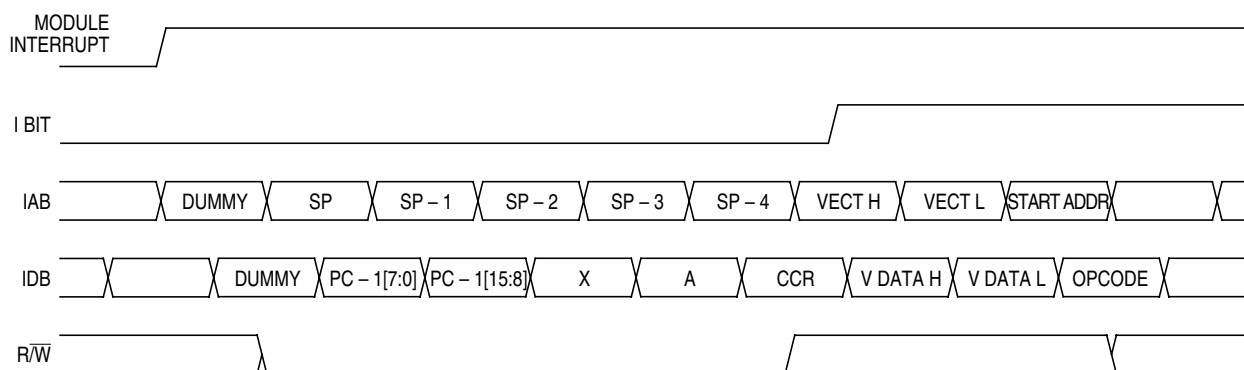 MODULE
INTERRUPT
I BIT
IAB DUMMY SP SP – 1 SP – 2 SP – 3 SP – 4 VECT H VECT L START ADDR
IDB DUMMY PC – 1[7:0] PC – 1[15:8] X A CCR V DATA H V DATA L OPCODE
R/W̅